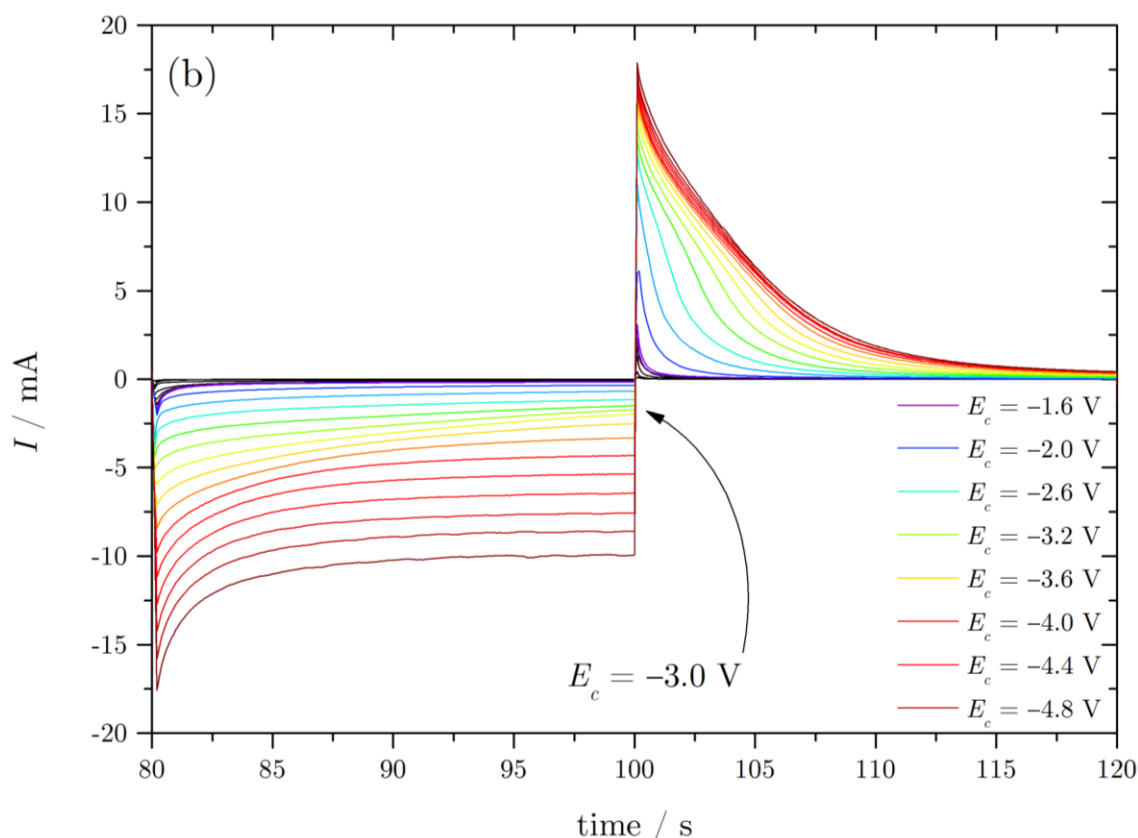 (b)
20
15
10
5
0
-5
-10
-15
-20
I / mA
E_c = –1.6 V
E_c = –2.0 V
E_c = –2.6 V
E_c = –3.2 V
E_c = –3.6 V
E_c = –4.0 V
E_c = –4.4 V
E_c = –4.8 V
E_c = –3.0 V
80 85 90 95 100 105 110 115 120
time / s